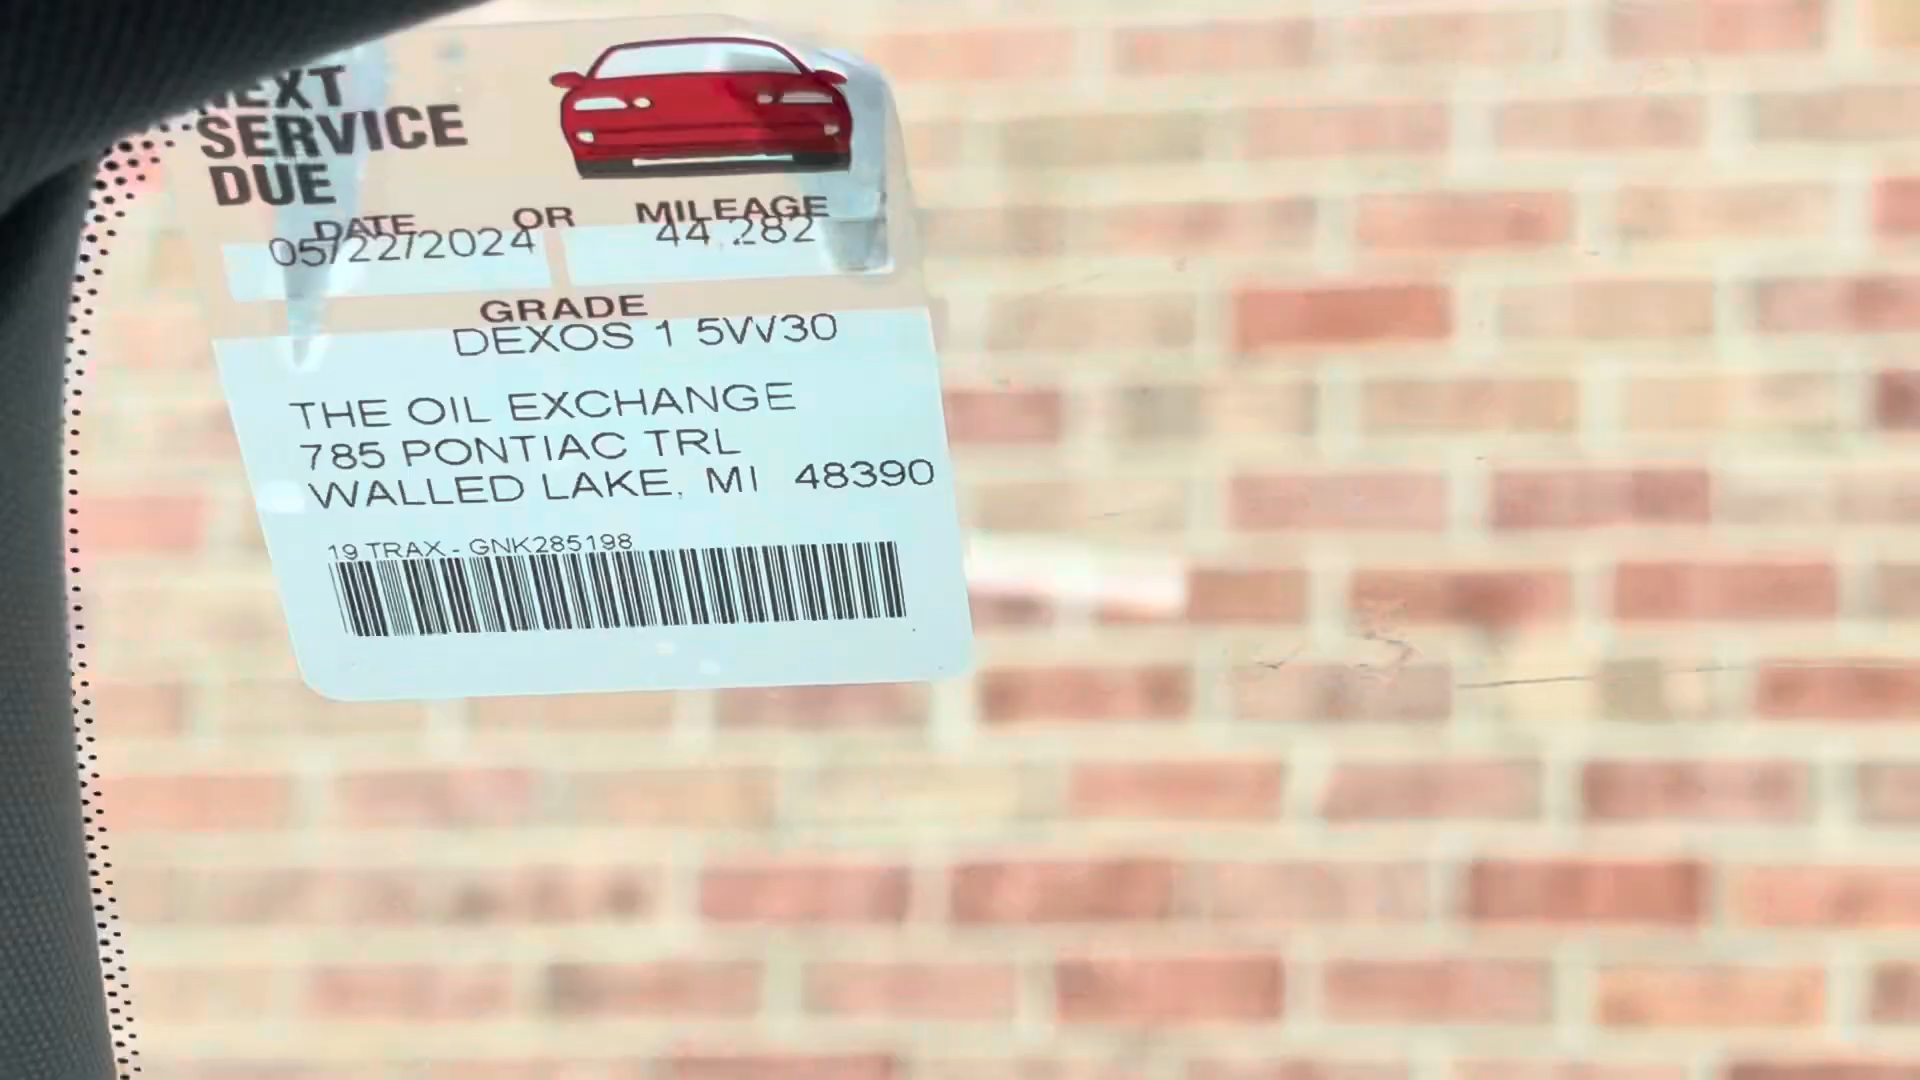 NEXT
SERVICE
DUE
DATE OR MILEAGE
05/22/2024 44,282
GRADE
DEXOS 1 5W30
THE OIL EXCHANGE
785 PONTIAC TRL
WALLED LAKE, MI 48390
19 TRAX - GNK285198